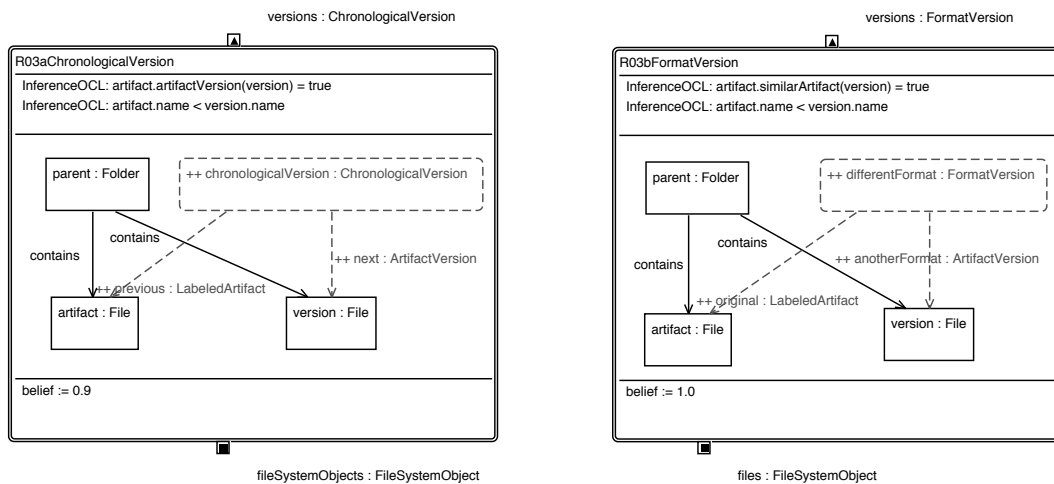 versions : ChronologicalVersion
R03aChronologicalVersion
InferenceOCL: artifact.artifactVersion(version) = true
InferenceOCL: artifact.name < version.name
parent : Folder
++ chronologicalVersion : ChronologicalVersion
contains
contains
++ next : ArtifactVersion
++ previous : LabeledArtifact
artifact : File
version : File
belief := 0.9
fileSystemObjects : FileSystemObject
versions : FormatVersion
R03bFormatVersion
InferenceOCL: artifact.similarArtifact(version) = true
InferenceOCL: artifact.name < version.name
parent : Folder
++ differentFormat : FormatVersion
contains
contains
++ anotherFormat : ArtifactVersion
++ original : LabeledArtifact
artifact : File
version : File
belief := 1.0
files : FileSystemObject